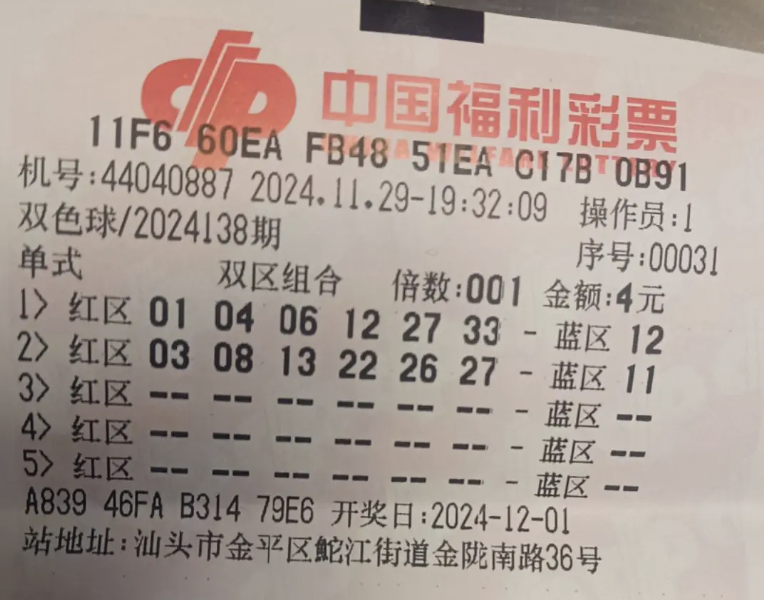 中国福利彩票
CHINA WELFARE LOTTERY
11F6 60EA FB48 51EA C17B 0B91
机号:44040887 2024.11.29-19:32:09 操作员:1
双色球/2024138期 序号:00031
单式 双区组合 倍数:001 金额:4元
1> 红区 01 04 06 12 27 33 - 蓝区 12
2> 红区 03 08 13 22 26 27 - 蓝区 11
3> 红区 -- -- -- -- -- -- - 蓝区 --
4> 红区 -- -- -- -- -- -- - 蓝区 --
5> 红区 -- -- -- -- -- -- - 蓝区 --
A839 46FA B314 79E6 开奖日:2024-12-01
站地址:汕头市金平区鮀江街道金陇南路36号